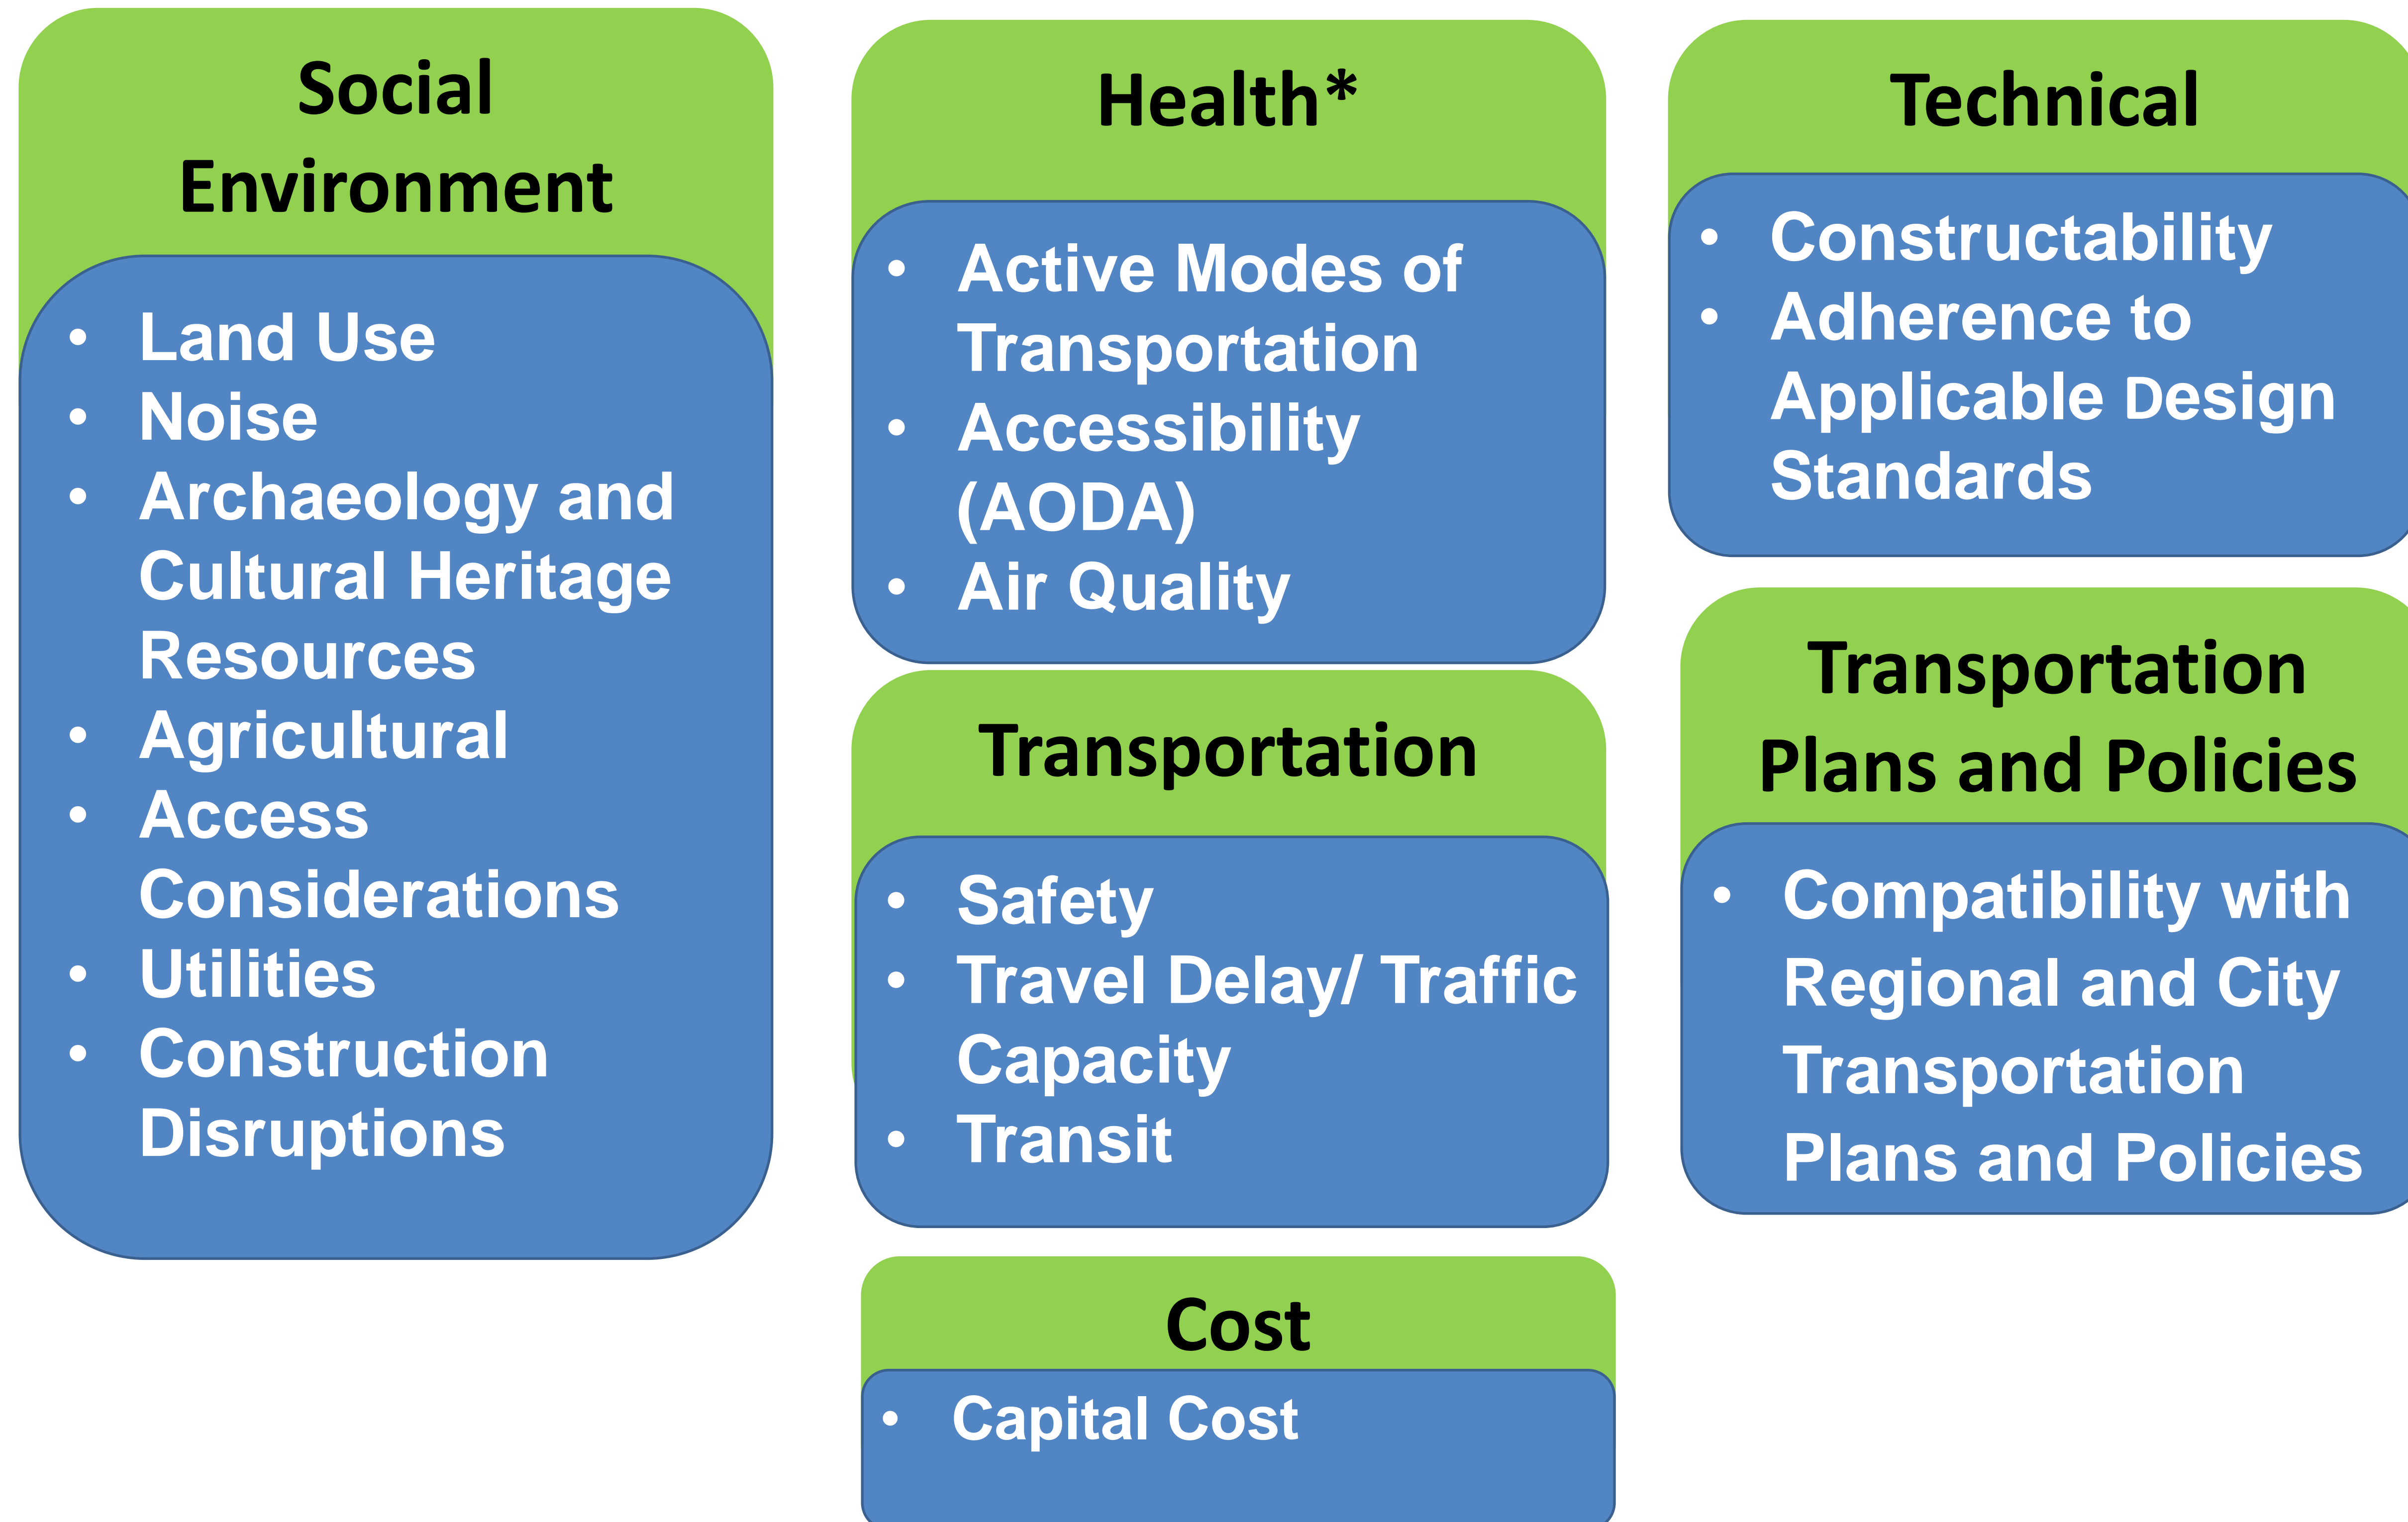 Social
Environment
• Land Use
• Noise
• Archaeology and
Cultural Heritage
Resources
• Agricultural
• Access
Considerations
• Utilities
• Construction
Disruptions
Health*
• Active Modes of
Transportation
• Accessibility
(AODA)
• Air Quality
Transportation
• Safety
• Travel Delay/ Traffic
Capacity
• Transit
Cost
• Capital Cost
Technical
• Constructability
• Adherence to
Applicable Design
Standards
Transportation
Plans and Policies
• Compatibility with
Regional and City
Transportation
Plans and Policies